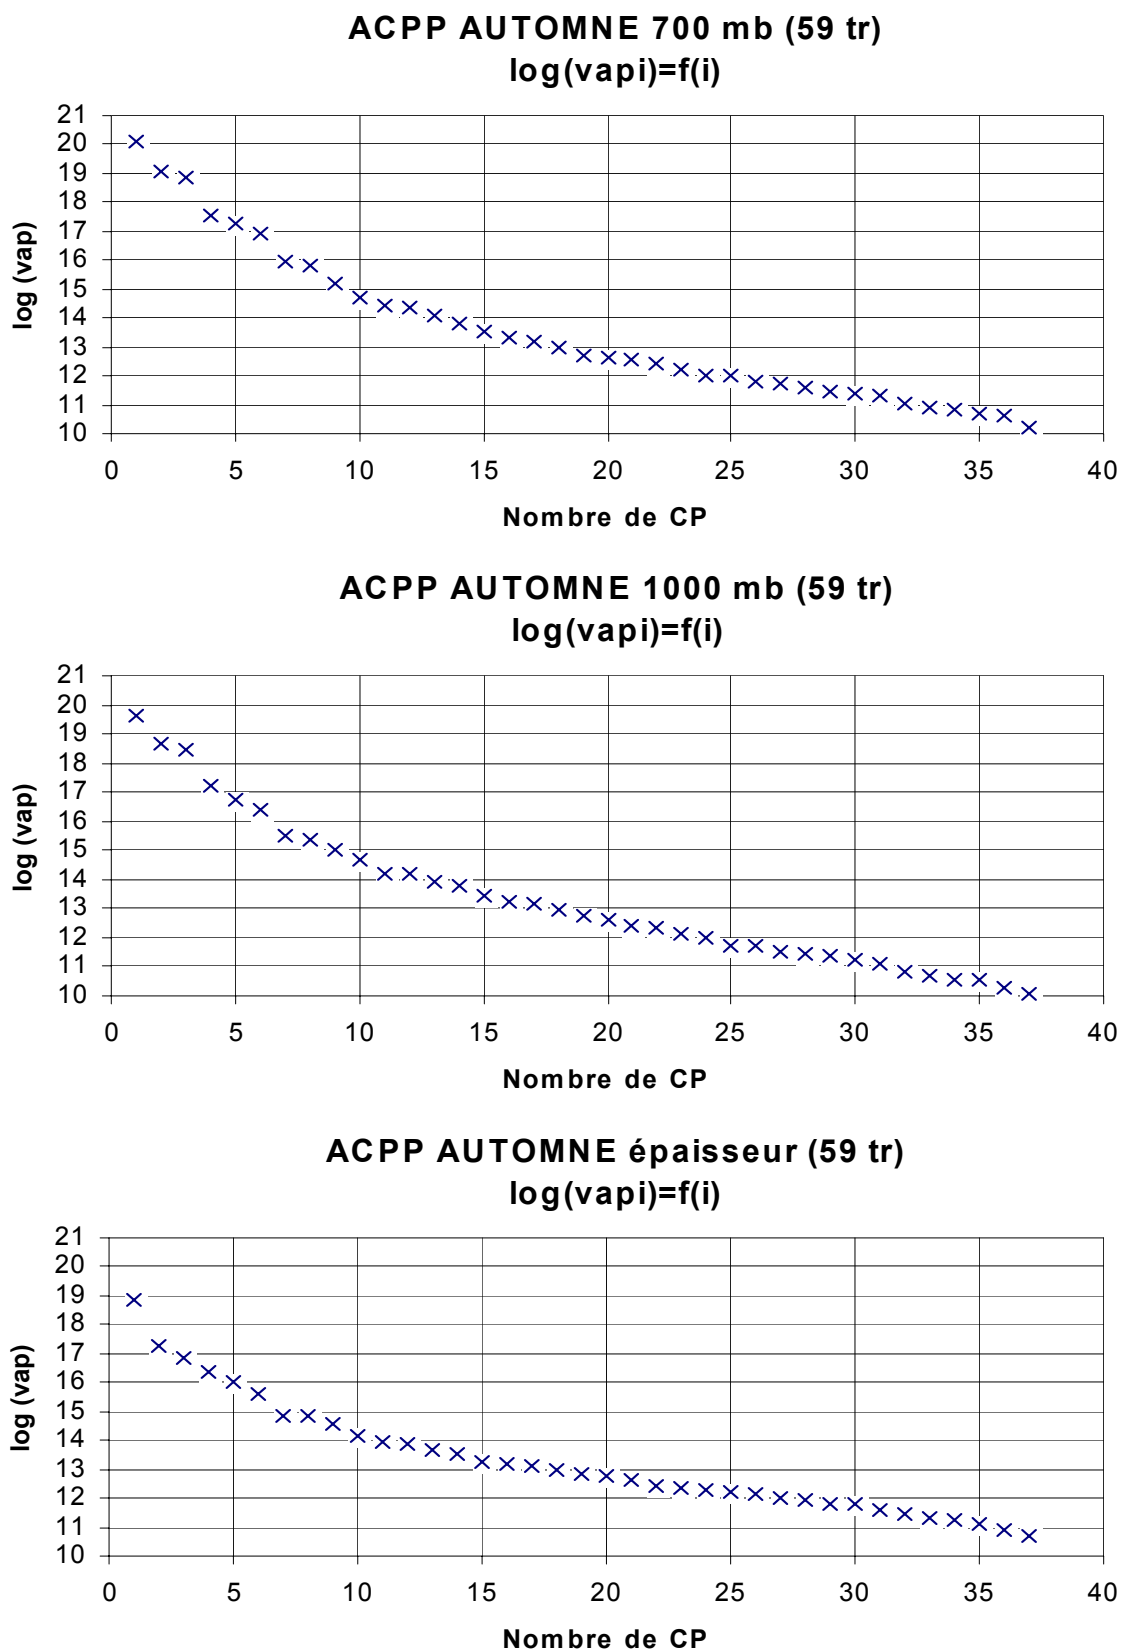 ACPP AUTOMNE 700 mb (59 tr)
log(vapi)=f(i)
21
20
19
18
17
16
15
14
13
12
11
10
log (vap)
0 5 10 15 20 25 30 35 40
Nombre de CP
ACPP AUTOMNE 1000 mb (59 tr)
log(vapi)=f(i)
21
20
19
18
17
16
15
14
13
12
11
10
log (vap)
0 5 10 15 20 25 30 35 40
Nombre de CP
ACPP AUTOMNE épaisseur (59 tr)
log(vapi)=f(i)
21
20
19
18
17
16
15
14
13
12
11
10
log (vap)
0 5 10 15 20 25 30 35 40
Nombre de CP